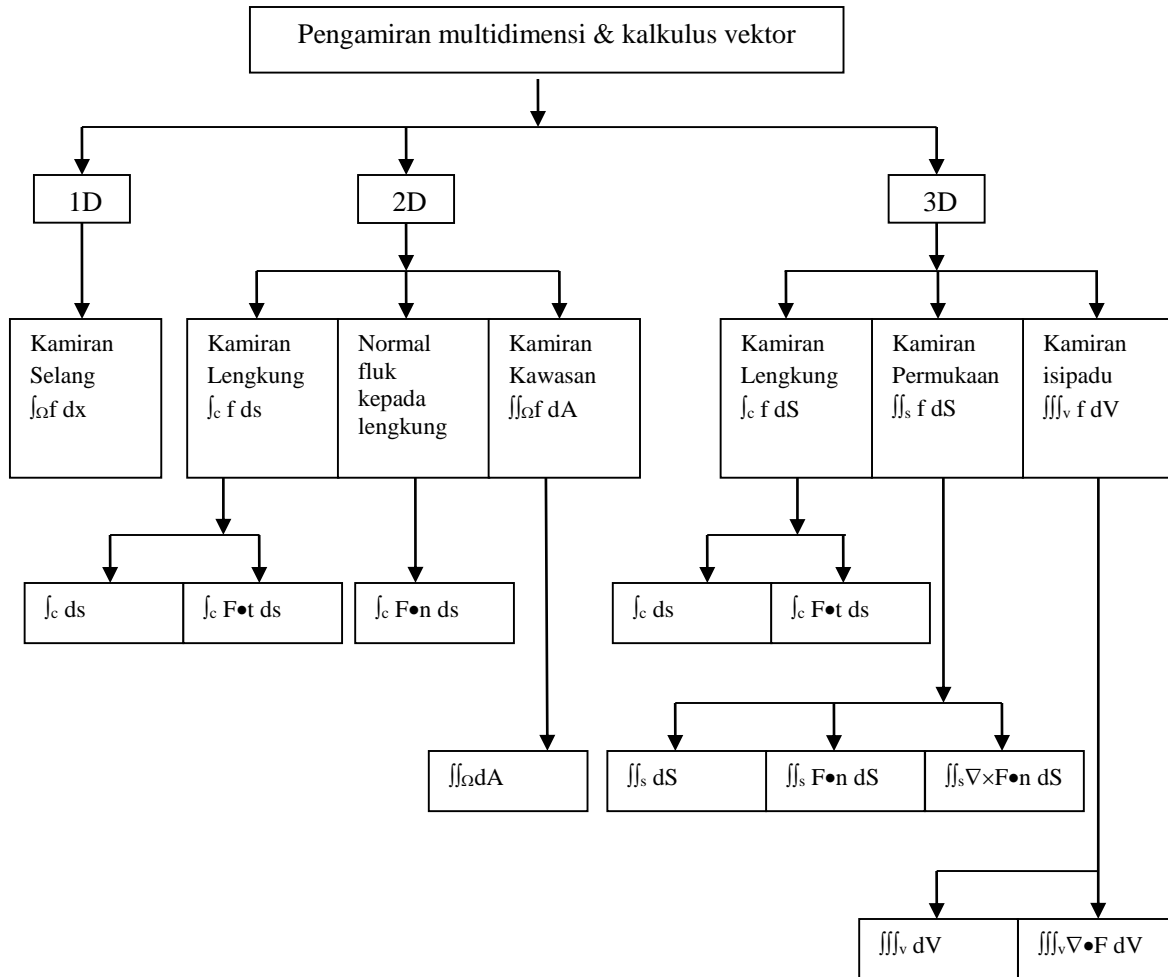 Pengamiran multidimensi & kalkulus vektor
1D
2D
3D
Kamiran
Selang
∫Ωf dx
Kamiran
Lengkung
∫c f ds
Normal
fluk
kepada
lengkung
Kamiran
Kawasan
∬Ωf dA
Kamiran
Lengkung
∫c f dS
Kamiran
Permukaan
∬s f dS
Kamiran
isipadu
∭v f dV
∫c ds
∫c F•t ds
∫c F•n ds
∫c ds
∫c F•t ds
∬ΩdA
∬s dS
∬s F•n dS
∬s∇×F•n dS
∭v dV
∭v∇•F dV